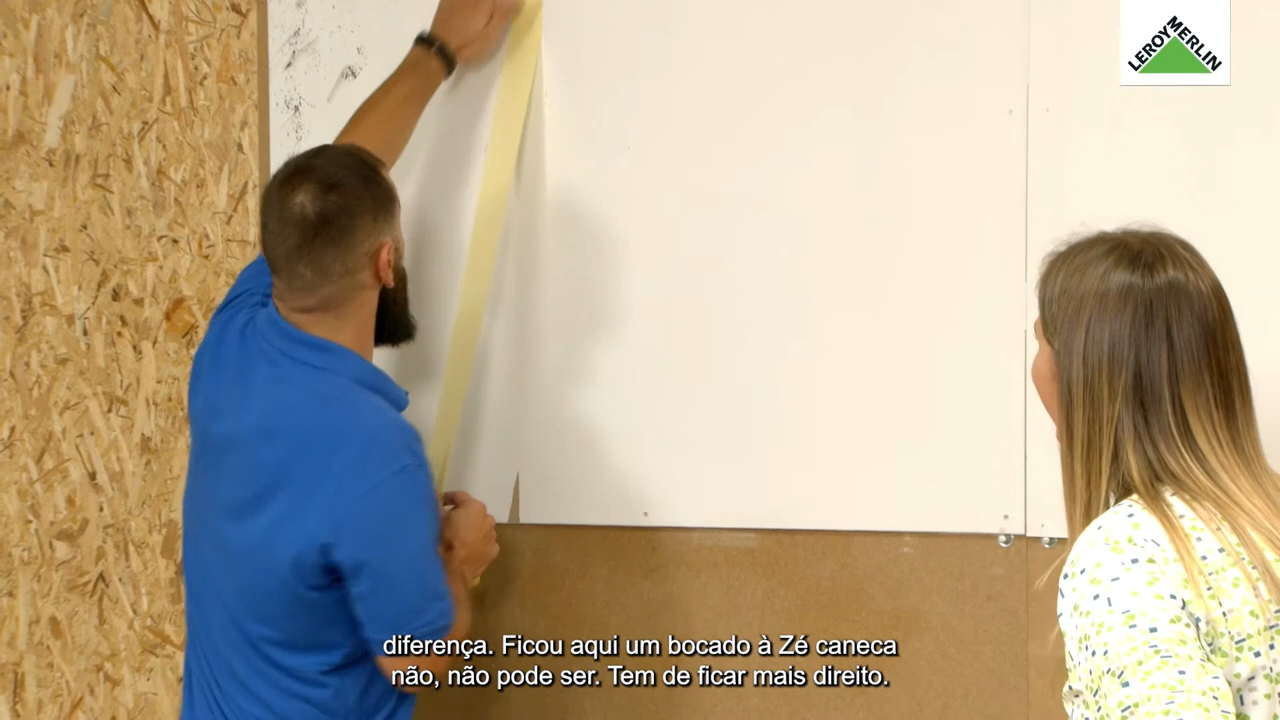 LEROY MERLIN
diferença. Ficou aqui um bocado à Zé caneca
não, não pode ser. Tem de ficar mais direito.